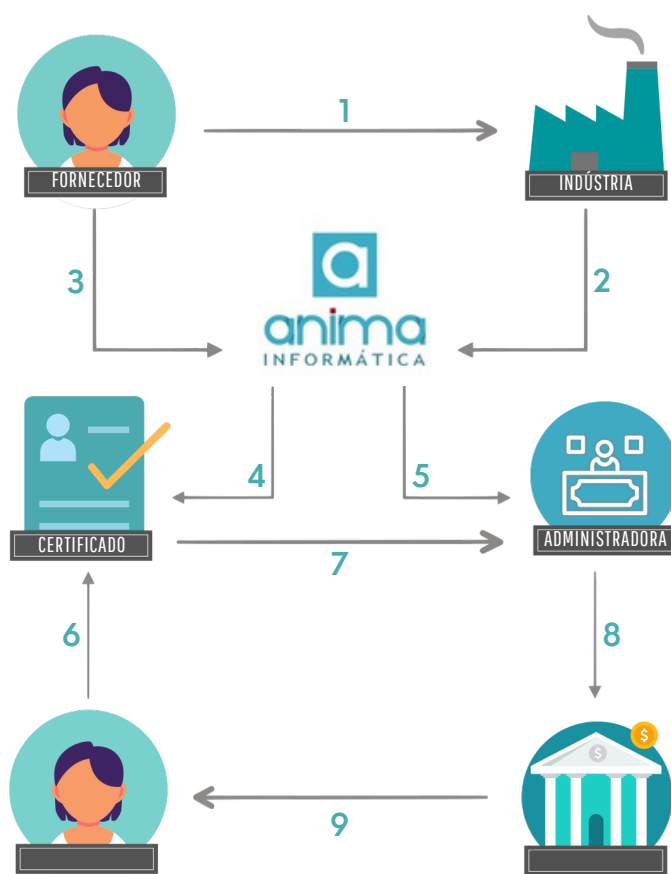 1
FORNECEDOR
INDÚSTRIA
3
2
a
anima
INFORMÁTICA
4
5
CERTIFICADO
ADMINISTRADORA
7
6
8
$
$
9